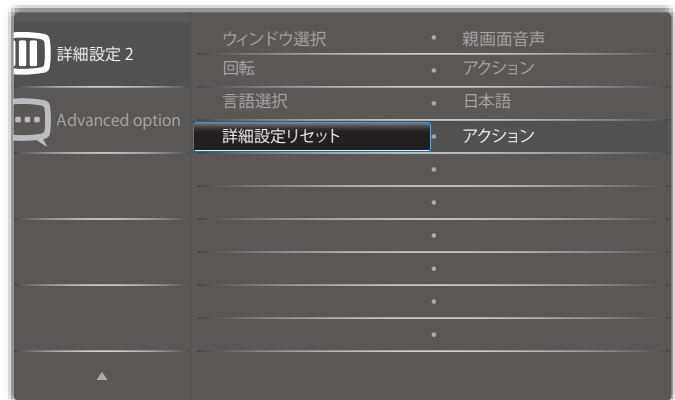 詳細設定 2
Advanced option
ウィンドウ選択 • 親画面音声
回転 • アクション
言語選択 • 日本語
詳細設定リセット • アクション